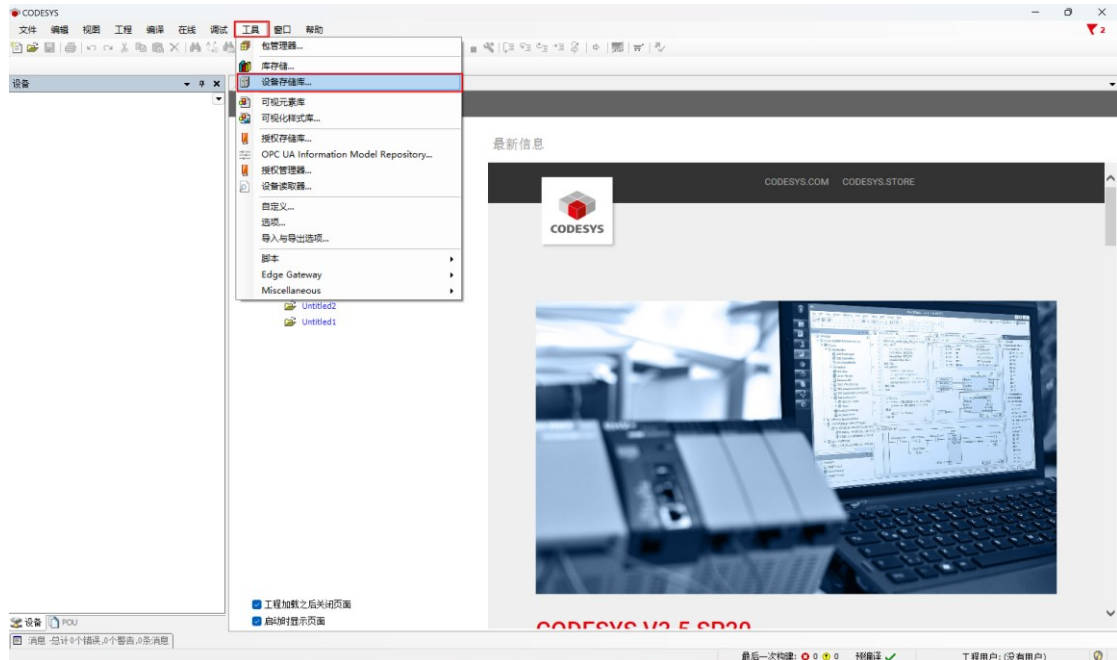 CODESYS
文件 编辑 视图 工程 编译 在线 调试 工具 窗口 帮助
2
包管理器...
库存储...
设备 设备存储库...
可视元素库
可视化样式库...
授权存储库...
OPC UA Information Model Repository...
授权管理器...
设备读取器...
自定义...
选项...
导入与导出选项...
脚本
Edge Gateway
Miscellaneous
Untitled2
Untitled1
最新信息
CODESYS.COM CODESYS.STORE
CODESYS
工程加载之后关闭页面
启动时显示页面
CODESYS V3.5 SP20
设备 POU
消息 -总计0个错误,0个警告,0条消息
最后一次构建: 0 0 预编译 工程用户: (没有用户)